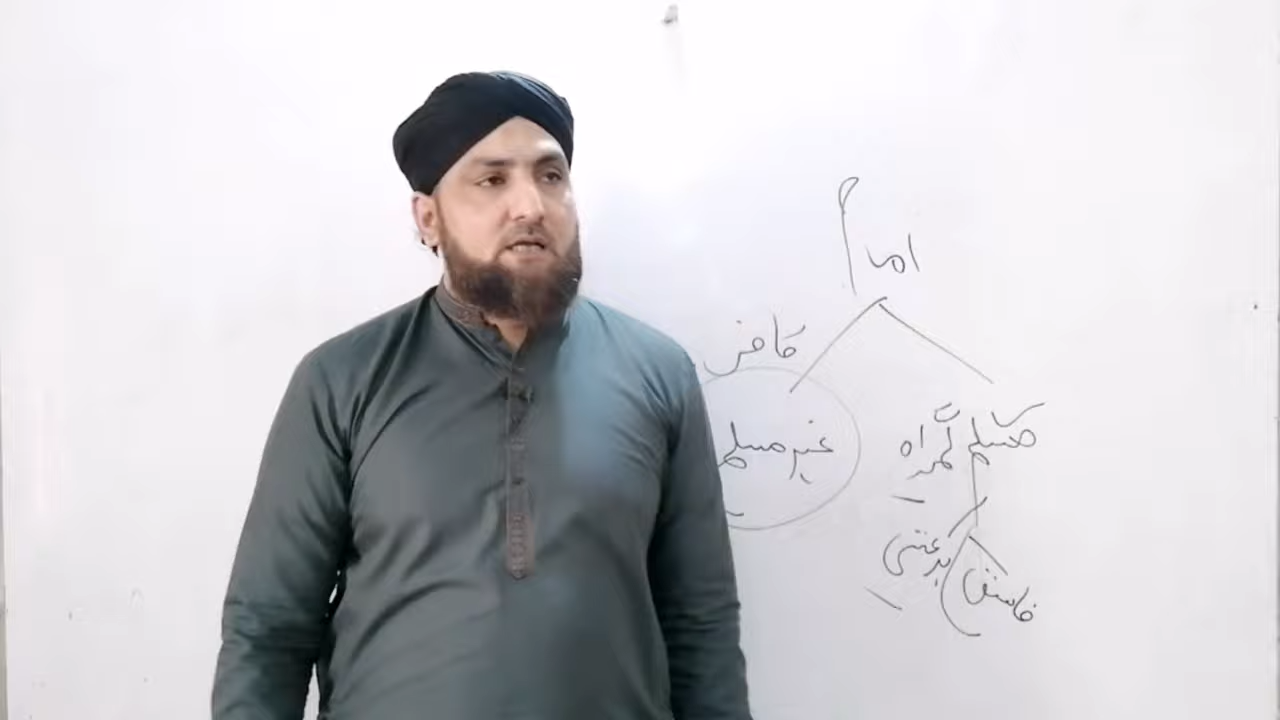 امام
کافر
غیر مسلم
مسلم گمراہ
بدعتی
فاسق